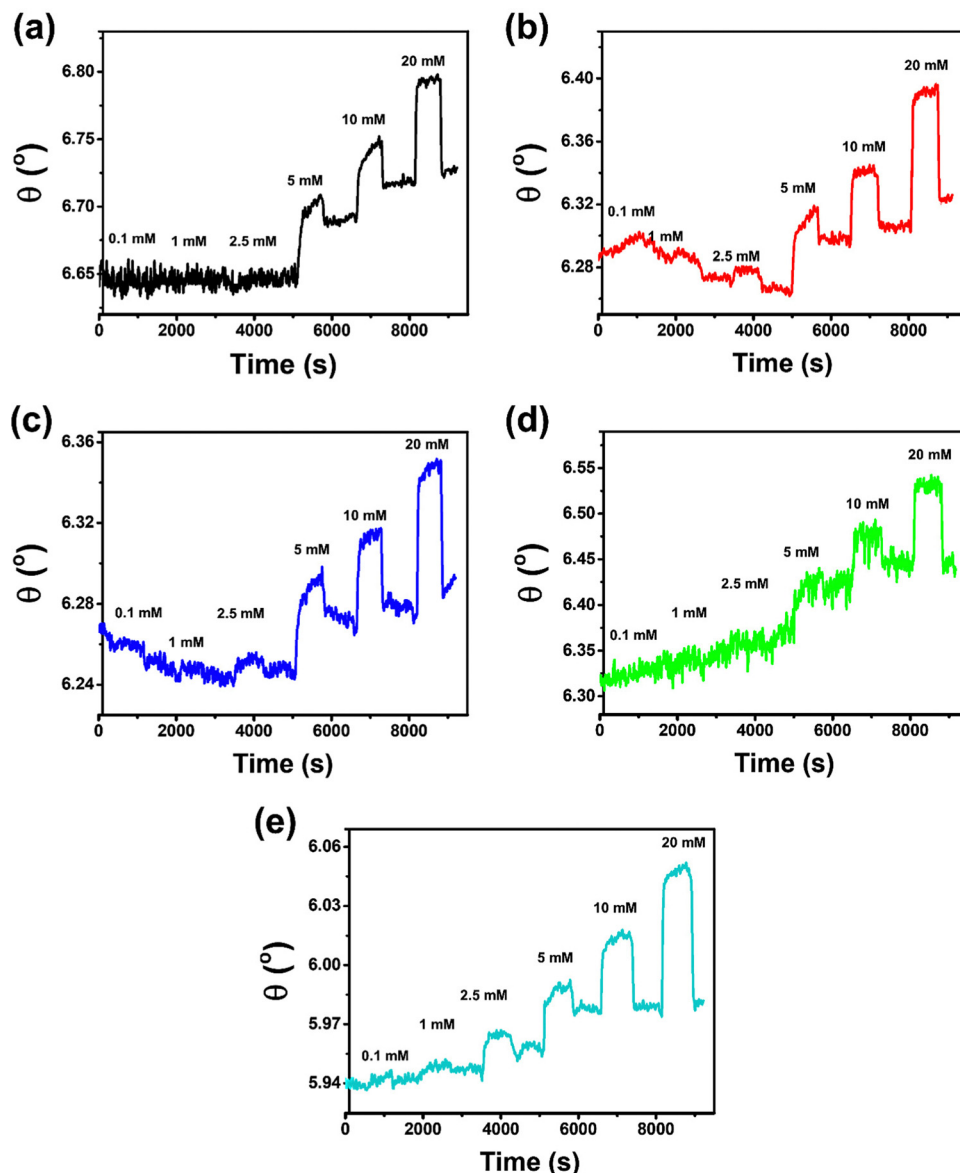 (a)
20 mM
10 mM
5 mM
0.1 mM 1 mM 2.5 mM
6.80
6.75
6.70
6.65
θ (º)
0 2000 4000 6000 8000
Time (s)
(b)
20 mM
10 mM
5 mM
0.1 mM
1 mM
2.5 mM
6.40
6.36
6.32
6.28
θ (º)
0 2000 4000 6000 8000
Time (s)
(c)
20 mM
10 mM
5 mM
0.1 mM 2.5 mM
1 mM
6.36
6.32
6.28
6.24
θ (º)
0 2000 4000 6000 8000
Time (s)
(d)
20 mM
10 mM
5 mM
2.5 mM
1 mM
0.1 mM
6.55
6.50
6.45
6.40
6.35
6.30
θ (º)
0 2000 4000 6000 8000
Time (s)
(e)
20 mM
10 mM
5 mM
2.5 mM
1 mM
0.1 mM
6.06
6.03
6.00
5.97
5.94
θ (º)
0 2000 4000 6000 8000
Time (s)